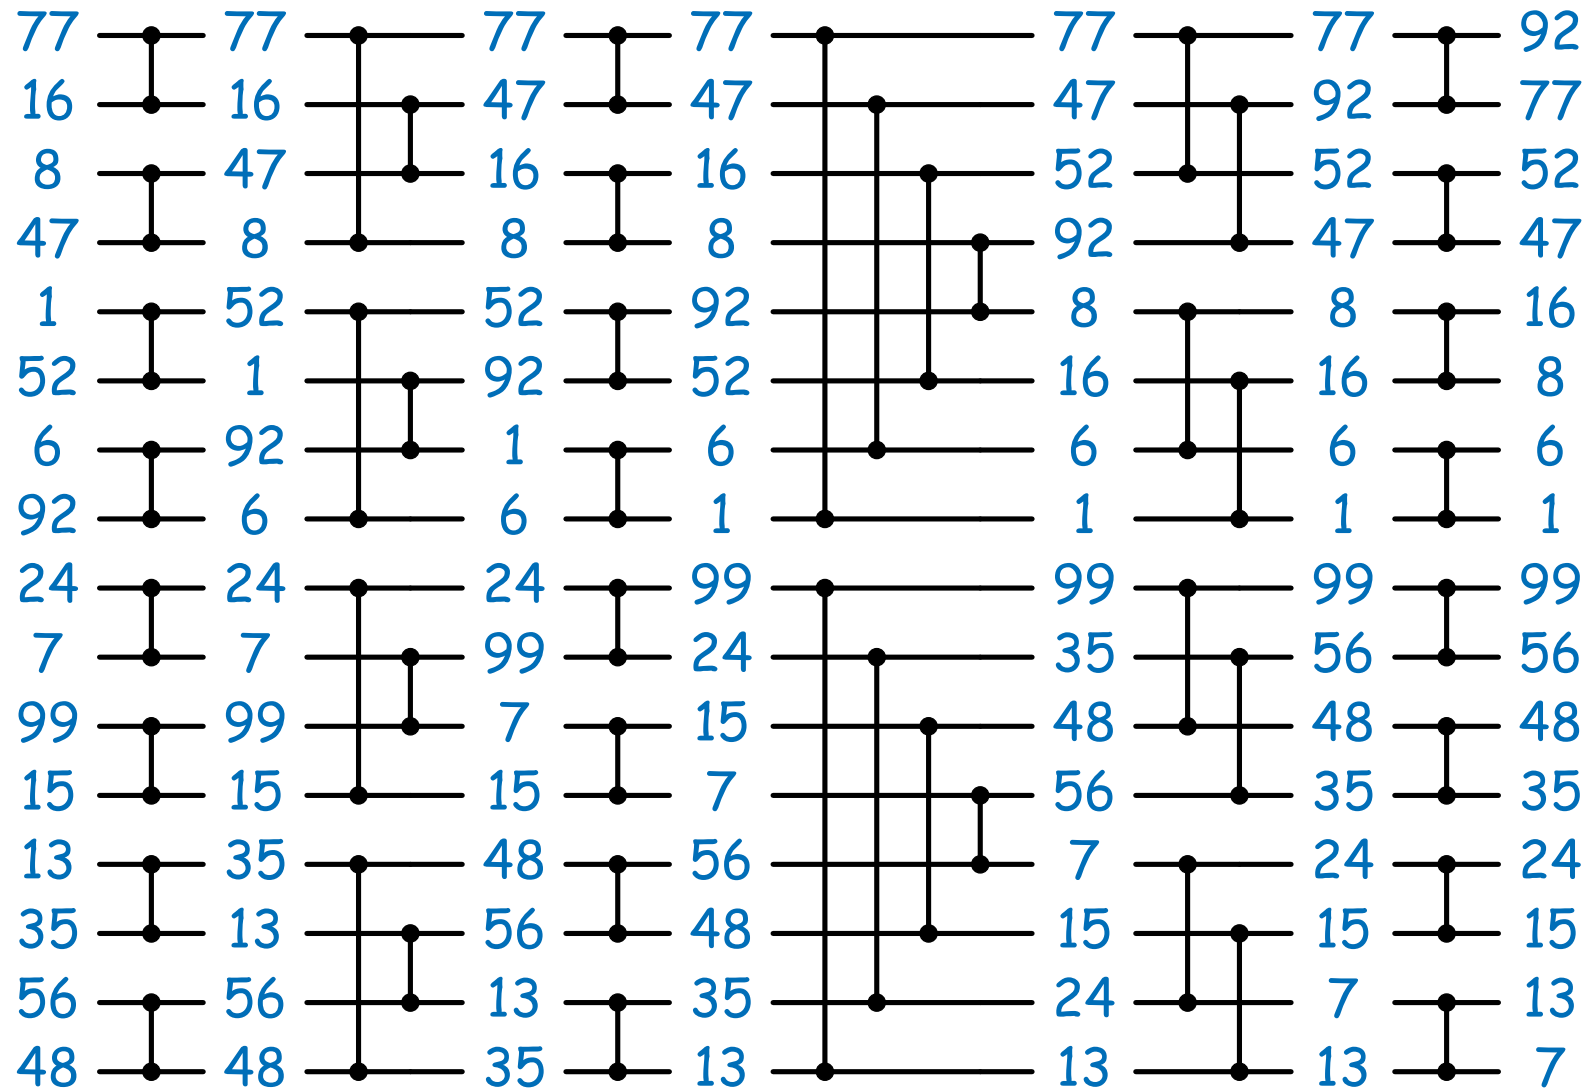 77 77 77 77 77 77 92
16 16 47 47 47 92 77
8 47 16 16 52 52 52
47 8 8 8 92 47 47
1 52 52 92 8 8 16
52 1 92 52 16 16 8
6 92 1 6 6 6 6
92 6 6 1 1 1 1
24 24 24 99 99 99 99
7 7 99 24 35 56 56
99 99 7 15 48 48 48
15 15 15 7 56 35 35
13 35 48 56 7 24 24
35 13 56 48 15 15 15
56 56 13 35 24 7 13
48 48 35 13 13 13 7